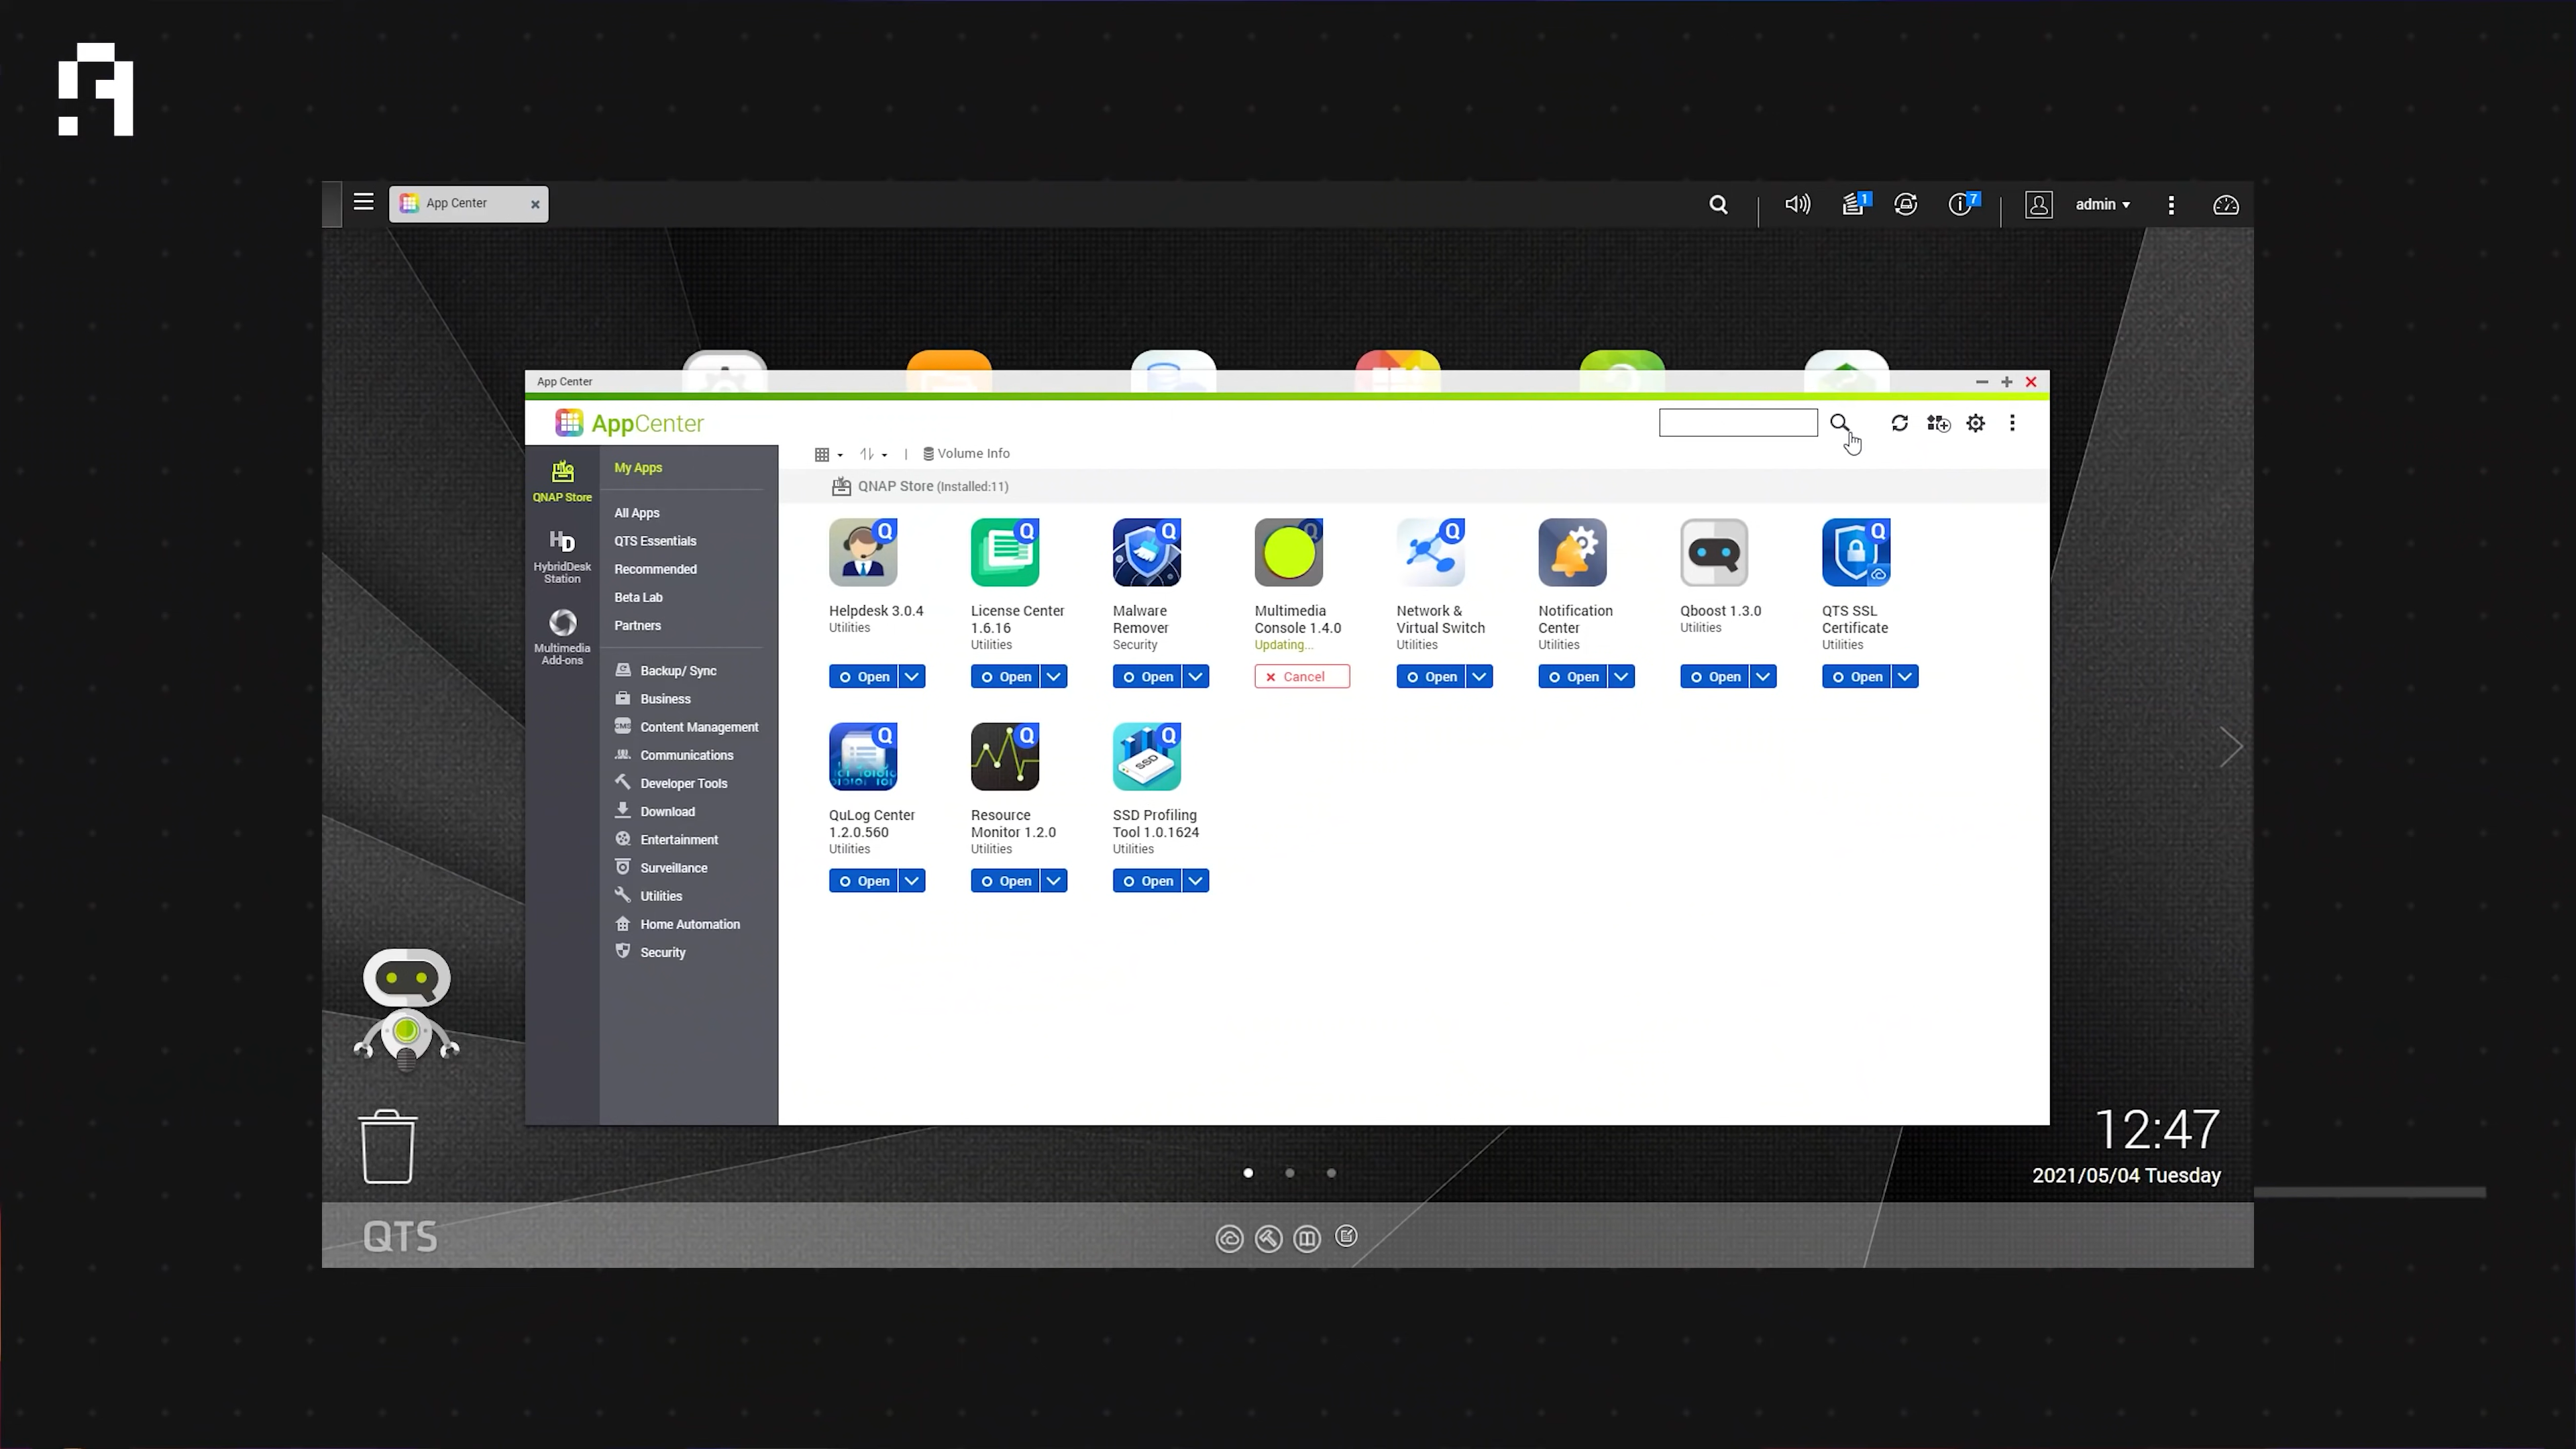 App Center
1
7
admin
App Center
AppCenter
QNAP Store
HD
HybridDesk
Station
Multimedia
Add-ons
My Apps
All Apps
QTS Essentials
Recommended
Beta Lab
Partners
Backup/ Sync
Business
CMS
Content Management
Communications
Developer Tools
Download
Entertainment
Surveillance
Utilities
Home Automation
Security
Volume Info
QNAP Store (Installed:11)
Helpdesk 3.0.4
Utilities
Open
License Center
1.6.16
Utilities
Open
Malware
Remover
Security
Open
Multimedia
Console 1.4.0
Updating...
Cancel
Network &
Virtual Switch
Utilities
Open
Notification
Center
Utilities
Open
Qboost 1.3.0
Utilities
Open
QTS SSL
Certificate
Utilities
Open
QuLog Center
1.2.0.560
Utilities
Open
Resource
Monitor 1.2.0
Utilities
Open
SSD
SSD Profiling
Tool 1.0.1624
Utilities
Open
12:47
2021/05/04 Tuesday
QTS